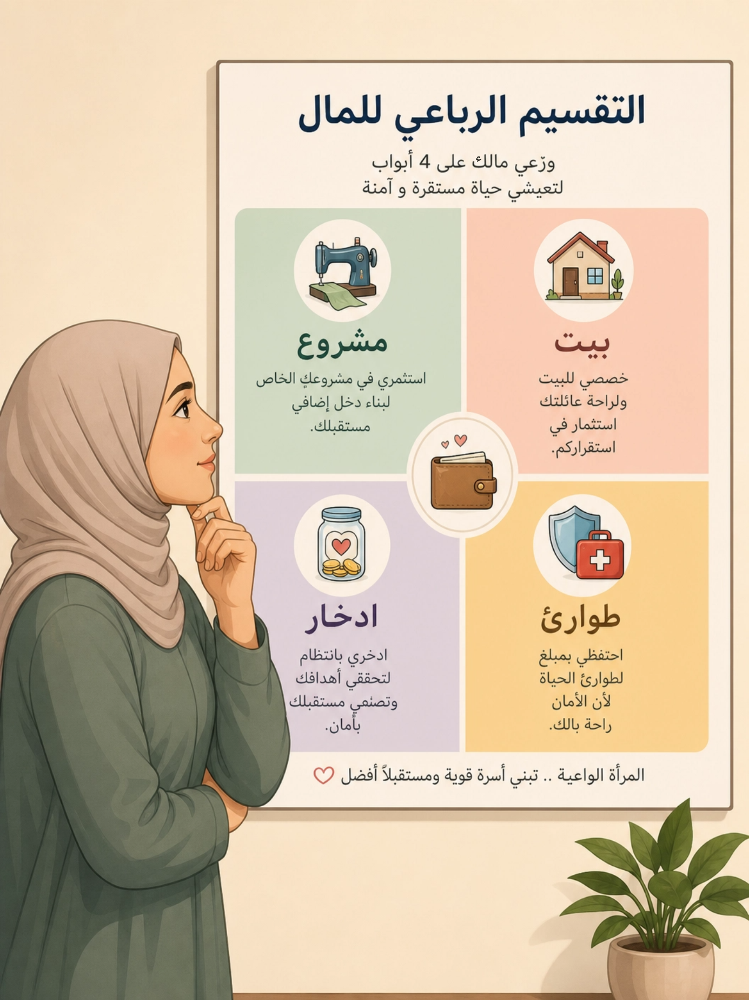 التقسيم الرباعي للمال
وزّعي مالك على 4 أبواب
لتعيشي حياة مستقرة و آمنة
بيت
خصصي للبيت
ولراحة عائلتك
استثمار في
استقراركم.
مشروع
استثمري في مشروعكِ الخاص
لبناء دخل إضافي
مستقبلك.
طوارئ
احتفظي بمبلغ
لطوارئ الحياة
لأن الأمان
راحة بالك.
ادخار
ادخري بانتظام
لتحققي أهدافك
مستقبلك
بأمان.
المرأة الواعية .. تبني أسرة قوية ومستقبلاً أفضل